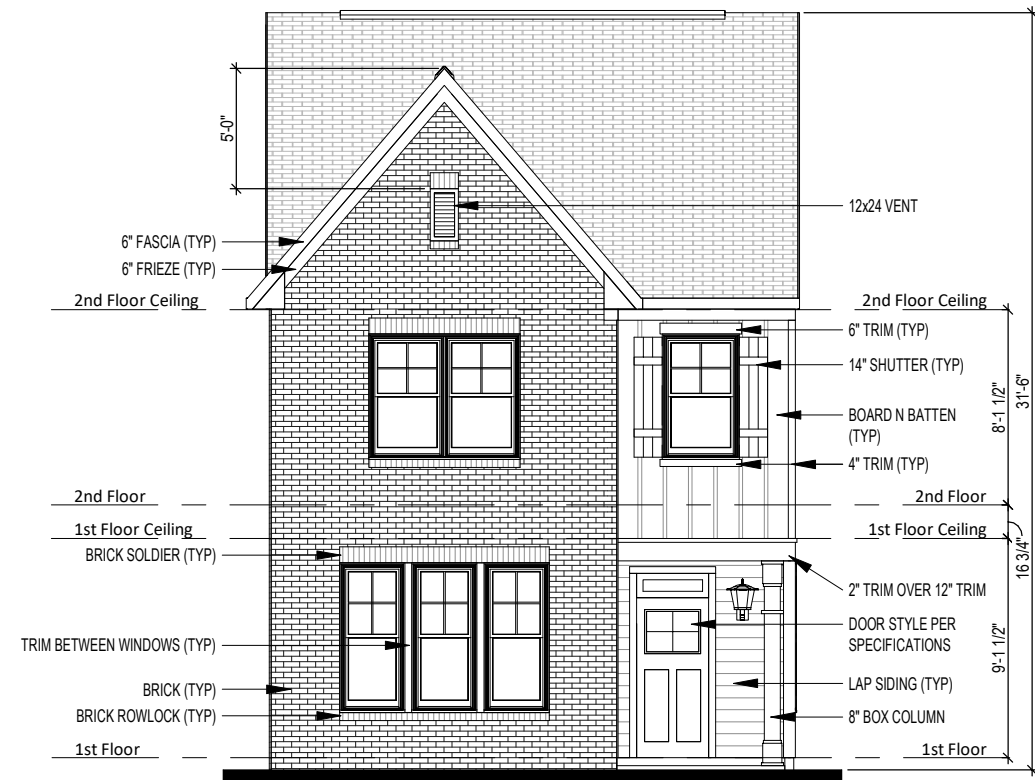 5'-0"
12x24 VENT
6" FASCIA (TYP)
6" FRIEZE (TYP)
2nd Floor Ceiling
2nd Floor Ceiling
6" TRIM (TYP)
14" SHUTTER (TYP)
BOARD N BATTEN
(TYP)
8'-1 1/2"
31'-6"
4" TRIM (TYP)
2nd Floor
2nd Floor
1st Floor Ceiling
1st Floor Ceiling
16 3/4"
BRICK SOLDIER (TYP)
2" TRIM OVER 12" TRIM
DOOR STYLE PER
SPECIFICATIONS
TRIM BETWEEN WINDOWS (TYP)
9'-1 1/2"
LAP SIDING (TYP)
BRICK (TYP)
BRICK ROWLOCK (TYP)
8" BOX COLUMN
1st Floor
1st Floor